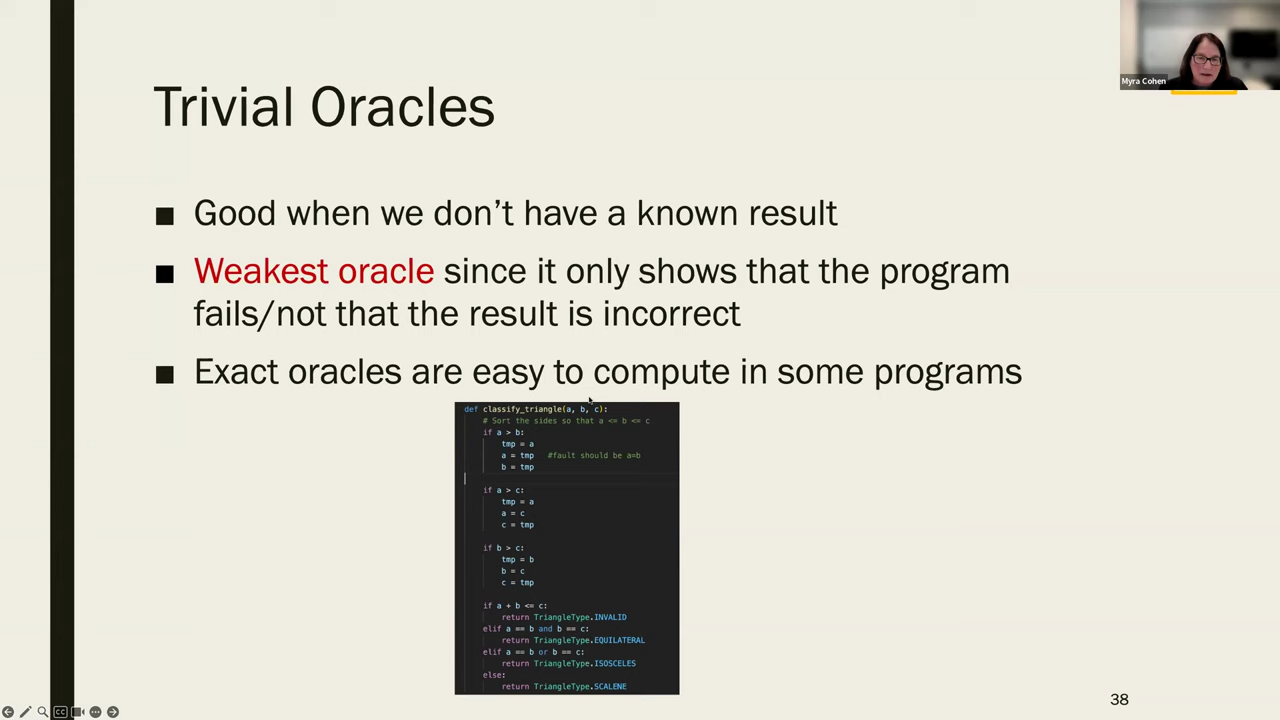 Myra Cohen
Trivial Oracles
■ Good when we don't have a known result
■ Weakest oracle since it only shows that the program
fails/not that the result is incorrect
■ Exact oracles are easy to compute in some programs
def classify_triangle(a, b, c):
# Sort the sides so that a <= b <= c
if a > b:
tmp = a
a = tmp #fault should be a=b
b = tmp
if a > c:
tmp = a
a = c
c = tmp
if b > c:
tmp = b
b = c
c = tmp
if a + b <= c:
return TriangleType.INVALID
elif a == b and b == c:
return TriangleType.EQUILATERAL
elif a == b or b == c:
return TriangleType.ISOSCELES
else:
return TriangleType.SCALENE
38
CC